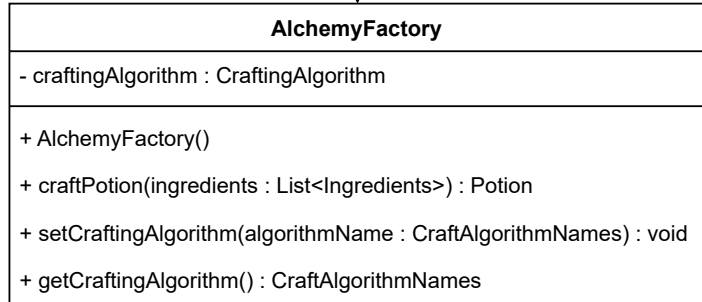 AlchemyFactory
- craftingAlgorithm : CraftingAlgorithm
+ AlchemyFactory()
+ craftPotion(ingredients : List<Ingredients>) : Potion
+ setCraftingAlgorithm(algorithmName : CraftAlgorithmNames) : void
+ getCraftingAlgorithm() : CraftAlgorithmNames